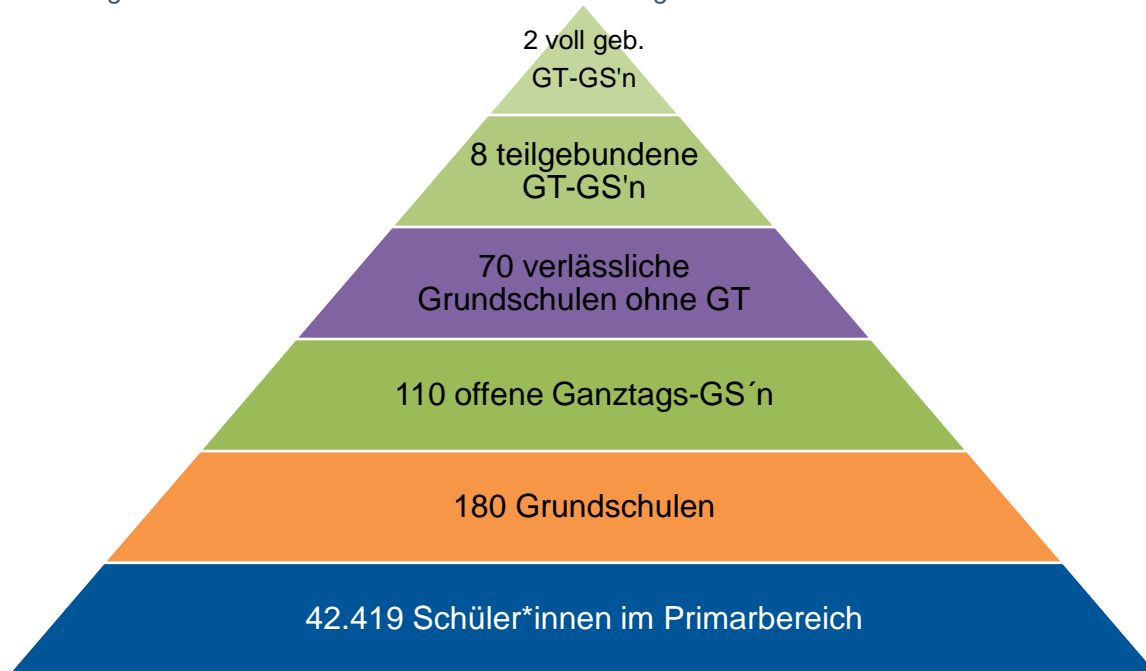 2 voll geb.
GT-GS'n
8 teilgebundene
GT-GS'n
70 verlässliche
Grundschulen ohne GT
110 offene Ganztags-GS´n
180 Grundschulen
42.419 Schüler*innen im Primarbereich